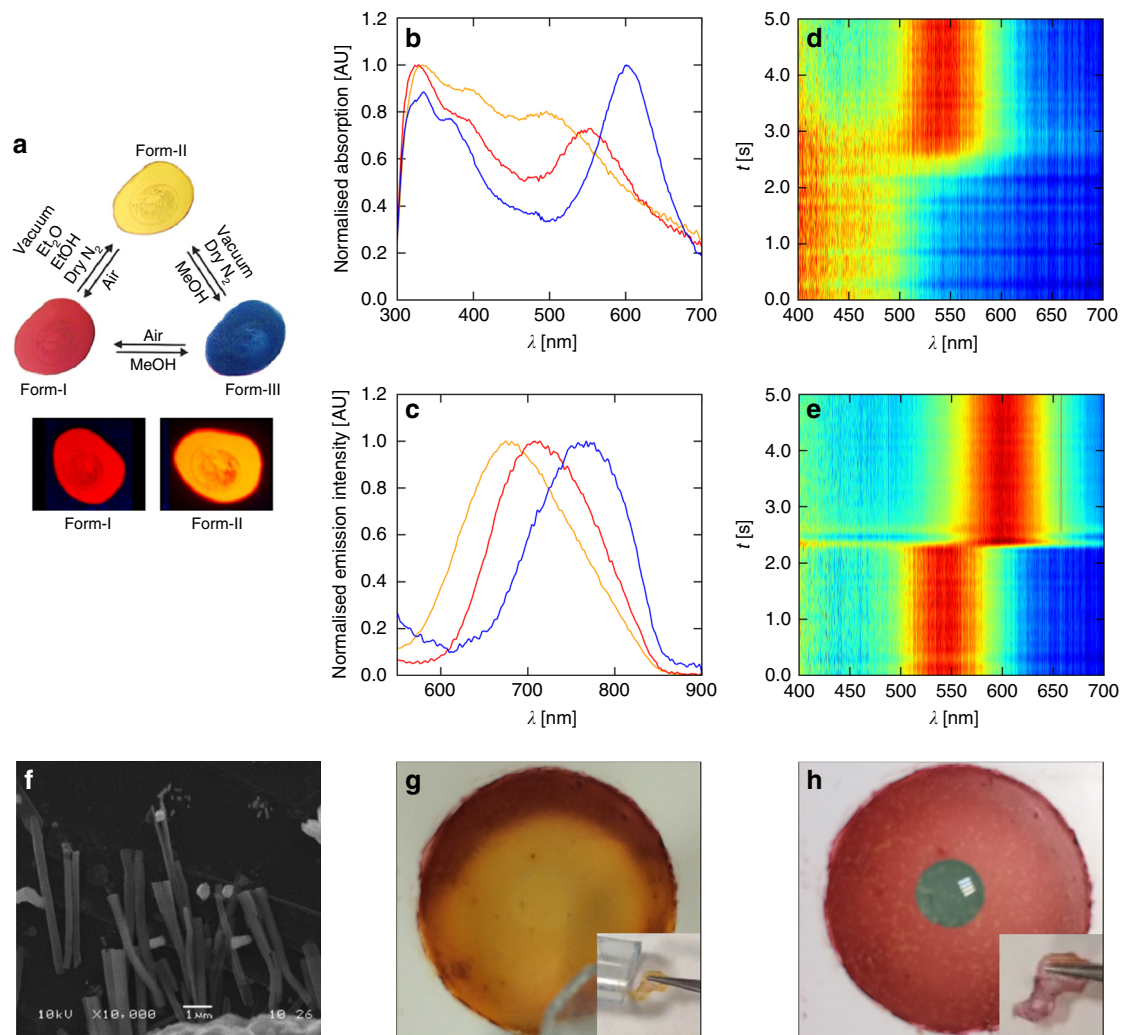 a
Form-II
Vacuum
Et2O
EtOH
Dry N2
Air
Vacuum
Dry N2
MeOH
Air
MeOH
Form-I
Form-III
Form-I
Form-II
b
Normalised absorption [AU]
1.2
1.0
0.8
0.6
0.4
0.2
0.0
300 400 500 600 700
λ [nm]
c
Normalised emission intensity [AU]
1.2
1.0
0.8
0.6
0.4
0.2
0.0
600 700 800 900
λ [nm]
d
t [s]
5.0
4.0
3.0
2.0
1.0
0.0
400 450 500 550 600 650 700
λ [nm]
e
t [s]
5.0
4.0
3.0
2.0
1.0
0.0
400 450 500 550 600 650 700
λ [nm]
f
10kV X10,000 1μm 10 26
g
h